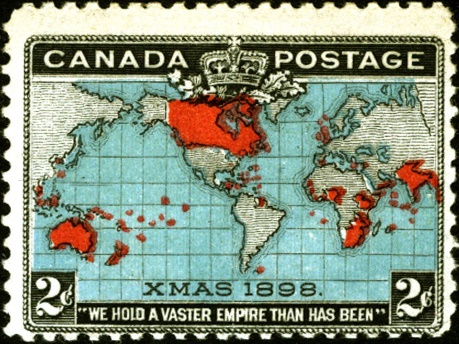 CANADA POSTAGE
XMAS 1898.
2¢ 2¢
"WE HOLD A VASTER EMPIRE THAN HAS BEEN"